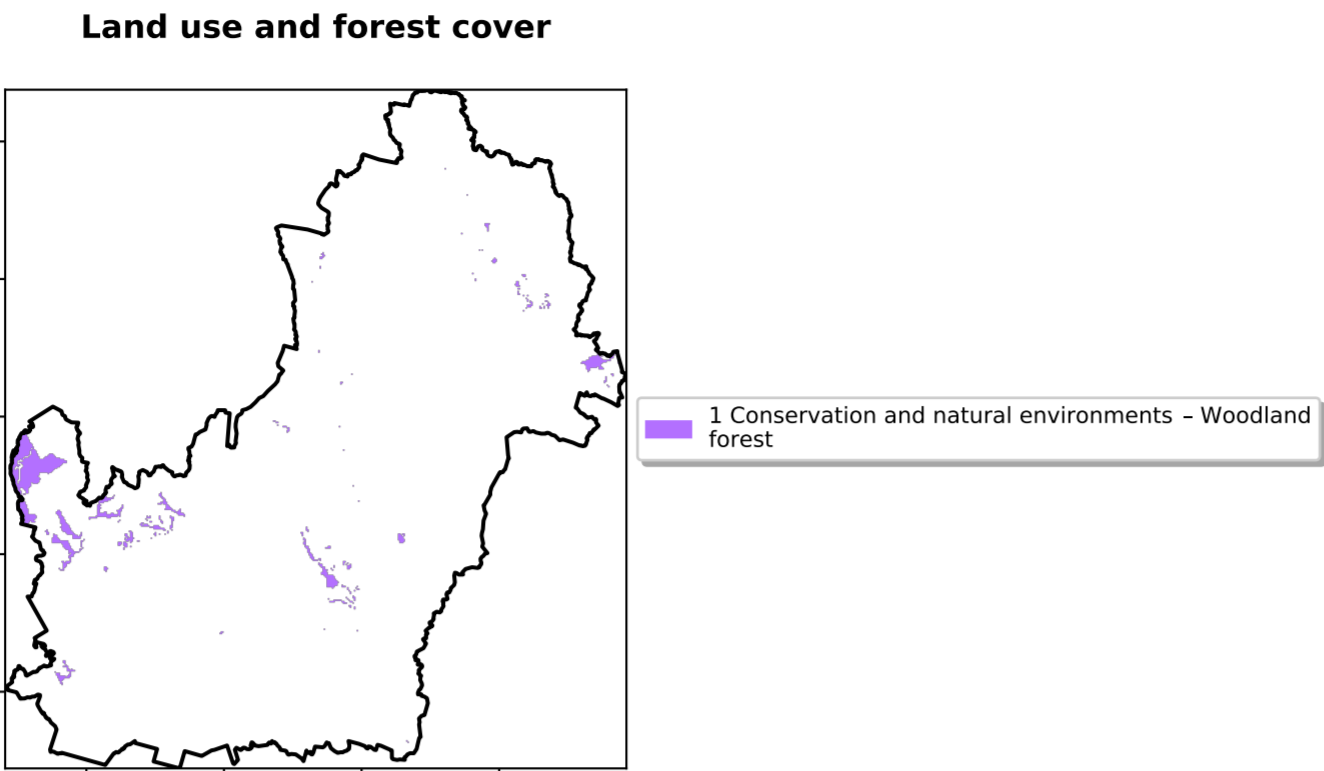 Land use and forest cover
1 Conservation and natural environments – Woodland
forest